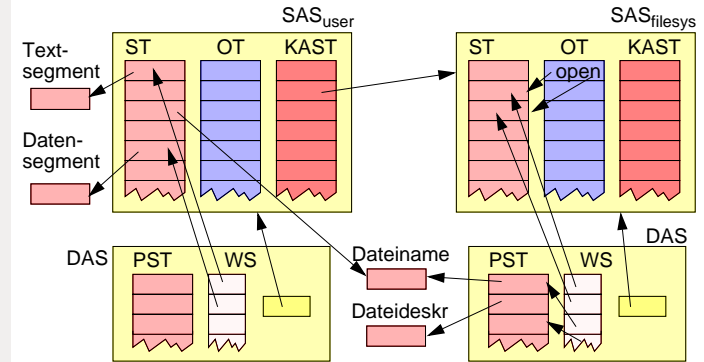 SASuser
SASfilesys
ST OT KAST
ST OT KAST
Text-
segment
open
Daten-
segment
DAS
PST WS
Dateiname
Dateideskr
DAS
PST WS